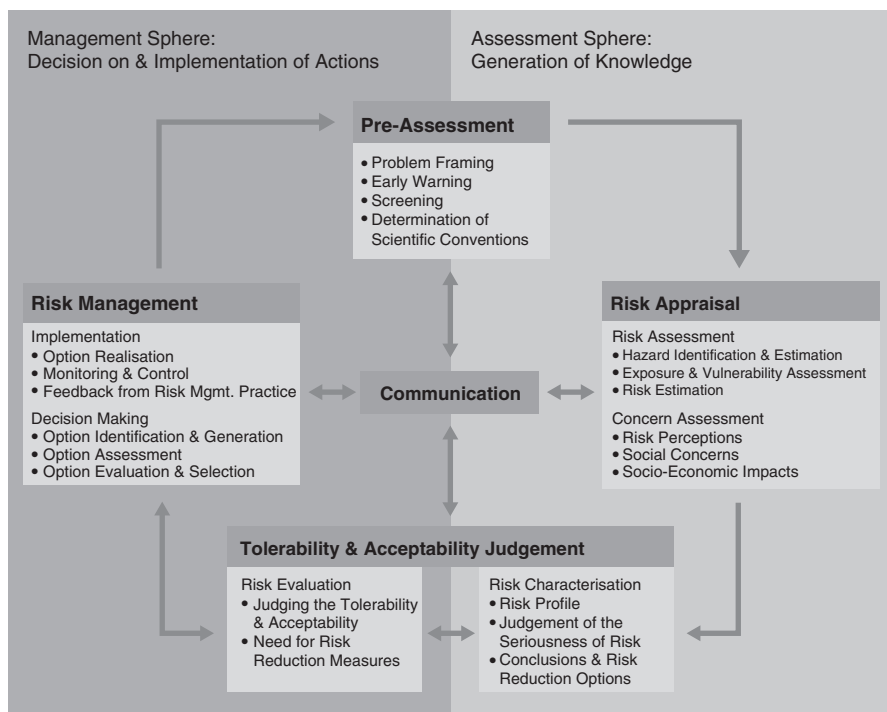 Management Sphere:
Decision on & Implementation of Actions
Assessment Sphere:
Generation of Knowledge
Pre-Assessment
• Problem Framing
• Early Warning
• Screening
• Determination of
Scientific Conventions
Risk Management
Implementation
• Option Realisation
• Monitoring & Control
• Feedback from Risk Mgmt. Practice
Decision Making
• Option Identification & Generation
• Option Assessment
• Option Evaluation & Selection
Communication
Risk Appraisal
Risk Assessment
• Hazard Identification & Estimation
• Exposure & Vulnerability Assessment
• Risk Estimation
Concern Assessment
• Risk Perceptions
• Social Concerns
• Socio-Economic Impacts
Tolerability & Acceptability Judgement
Risk Evaluation
• Judging the Tolerability
& Acceptability
• Need for Risk
Reduction Measures
Risk Characterisation
• Risk Profile
• Judgement of the
Seriousness of Risk
• Conclusions & Risk
Reduction Options